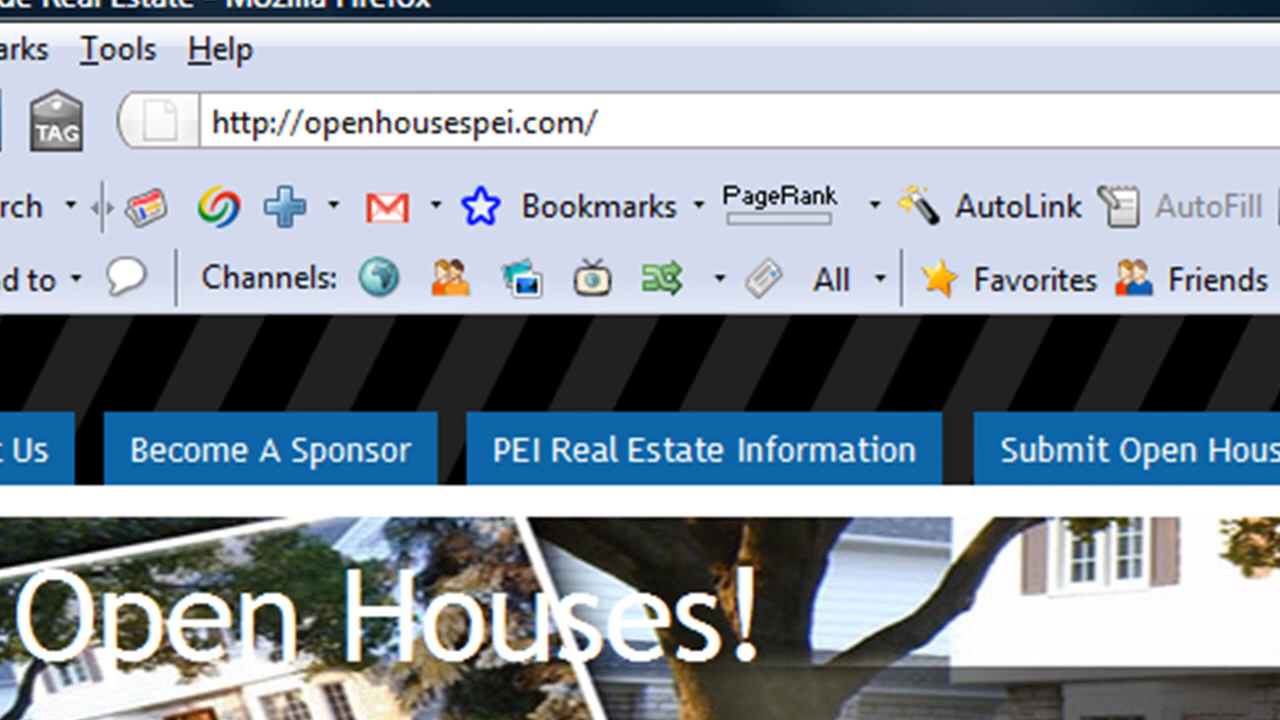 de Real Estate - Mozilla Firefox
arks Tools Help
TAG http://openhousespei.com/
rch Bookmarks PageRank AutoLink AutoFill
d to Channels: All Favorites Friends
t Us Become A Sponsor PEI Real Estate Information Submit Open Hous
Open Houses!